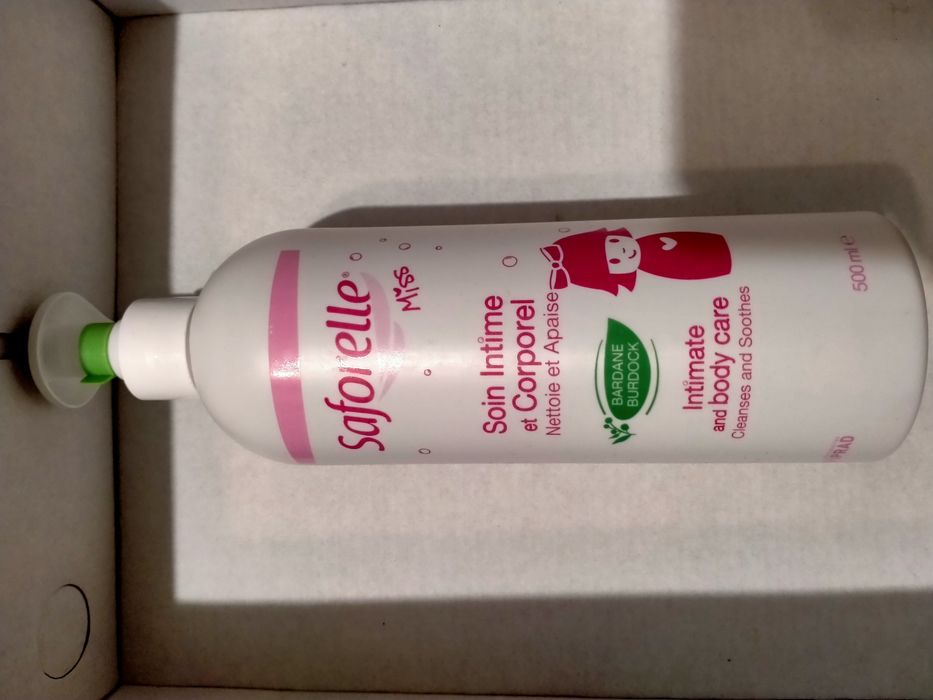 Saforelle®
Miss
Soin Intime
et Corporel
Nettoie et Apaise
BARDANE
BURDOCK
Intimate
and body care
Cleanses and Soothes
500 ml ℮